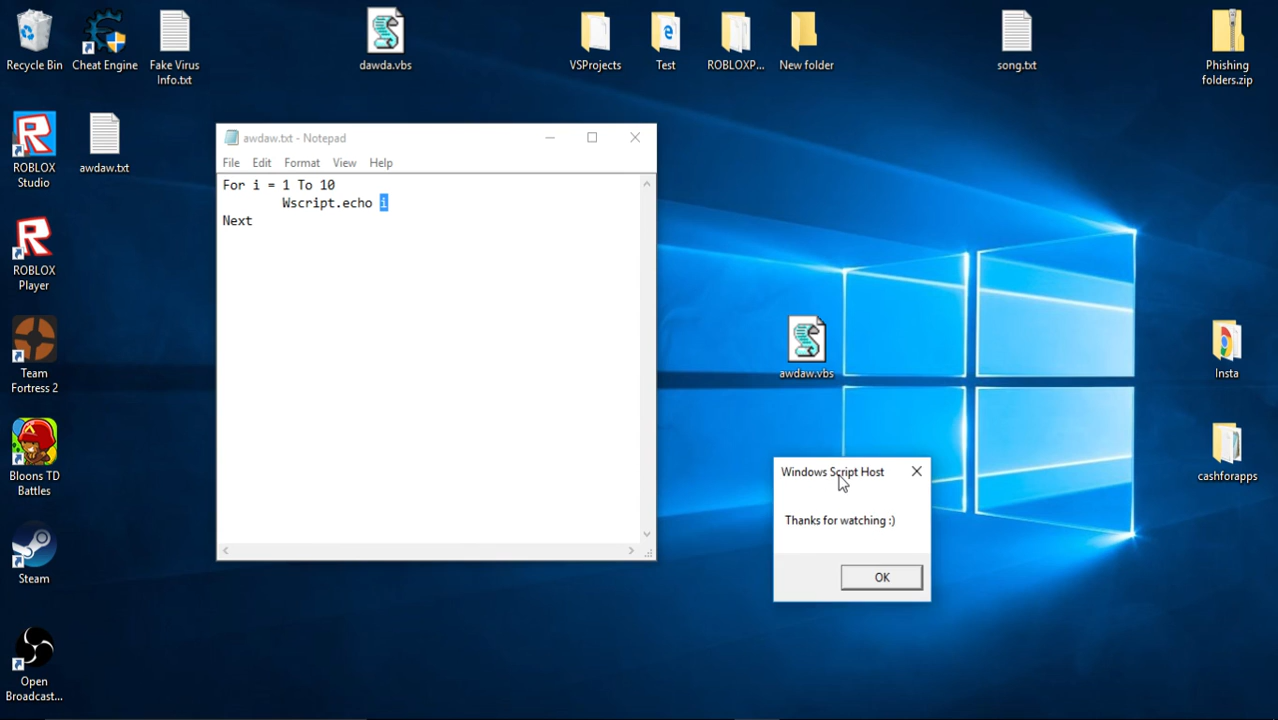 Recycle Bin
Cheat Engine
Fake Virus
Info.txt
dawda.vbs
VSProjects
Test
ROBLOXP...
New folder
song.txt
Phishing
folders.zip
ROBLOX
Studio
awdaw.txt
ROBLOX
Player
Team
Fortress 2
Bloons TD
Battles
Steam
Open
Broadcast...
awdaw.txt - Notepad
File Edit Format View Help
For i = 1 To 10
Wscript.echo i
Next
awdaw.vbs
Insta
cashforapps
Windows Script Host
Thanks for watching :)
OK